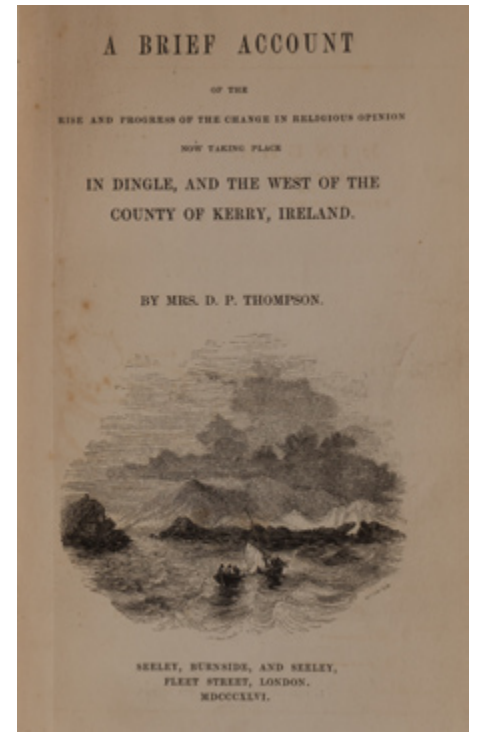 A BRIEF ACCOUNT
OF THE
RISE AND PROGRESS OF THE CHANGE IN RELIGIOUS OPINION
NOW TAKING PLACE
IN DINGLE, AND THE WEST OF THE
COUNTY OF KERRY, IRELAND.
BY MRS. D. P. THOMPSON.
SEELEY, BURNSIDE, AND SEELEY,
FLEET STREET, LONDON.
MDCCCXLVI.